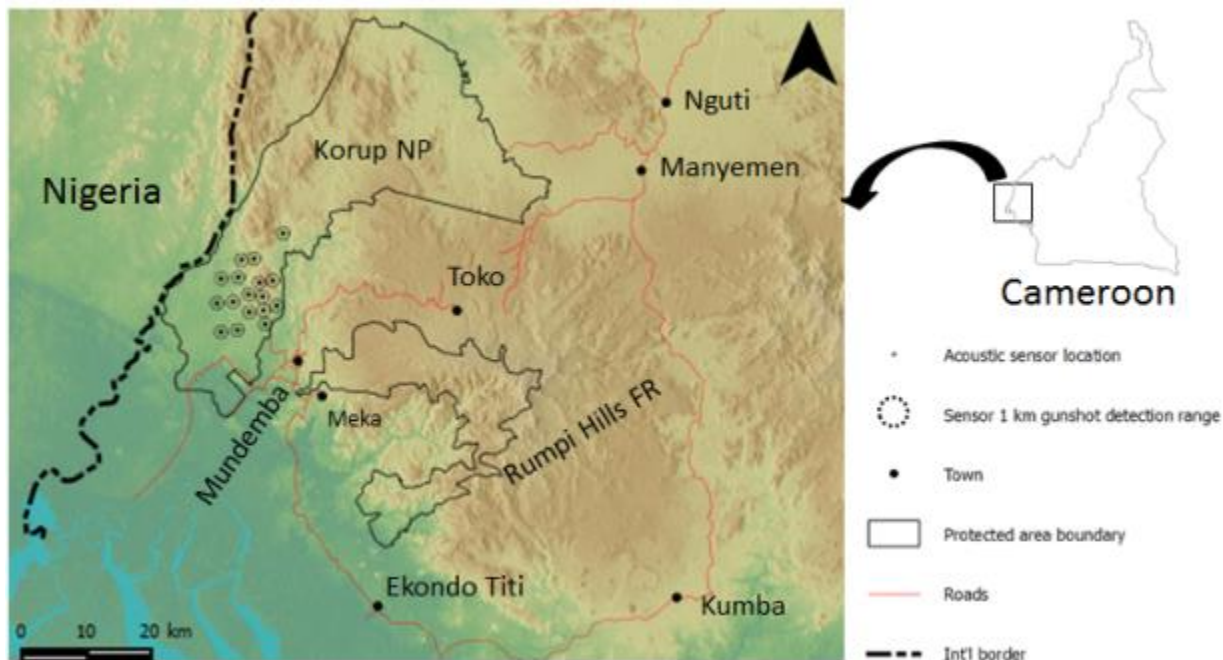 Nguti
Korup NP
Manyemen
Nigeria
Toko
Cameroon
Meka
Mundemba
Rumpi Hills FR
Ekondo Titi
Kumba
0 10 20 km
Acoustic sensor location
Sensor 1 km gunshot detection range
Town
Protected area boundary
Roads
Int'l border